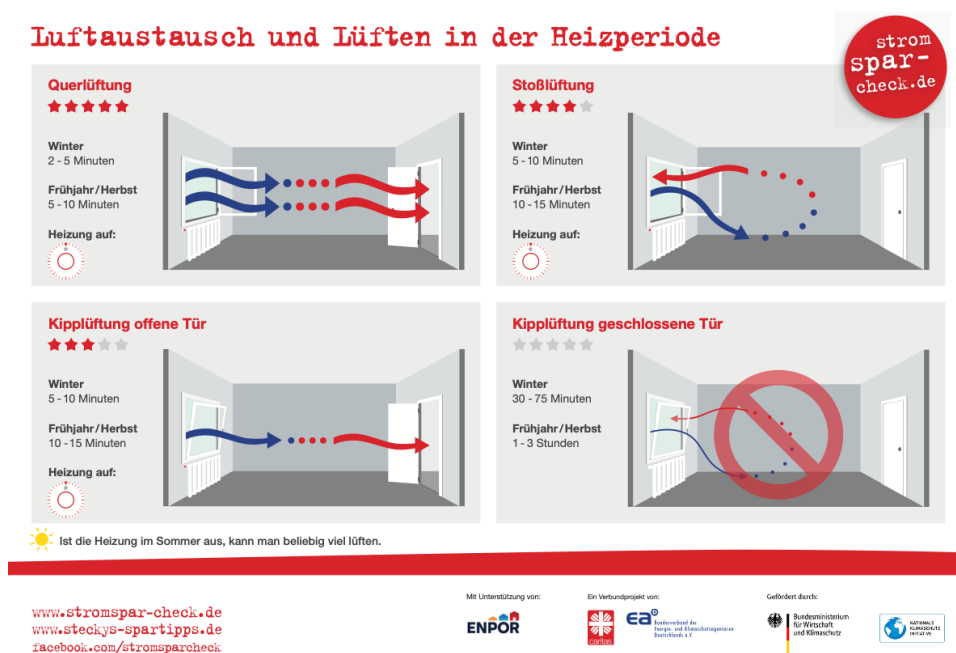 Luftaustausch und Lüften in der Heizperiode
strom
spar-
check.de
Querlüftung
Winter
2 - 5 Minuten
Frühjahr/Herbst
5 - 10 Minuten
Heizung auf:
Stoßlüftung
Winter
5 - 10 Minuten
Frühjahr/Herbst
10 - 15 Minuten
Heizung auf:
Kipplüftung offene Tür
Winter
5 - 10 Minuten
Frühjahr/Herbst
10 - 15 Minuten
Heizung auf:
Kipplüftung geschlossene Tür
Winter
30 - 75 Minuten
Frühjahr/Herbst
1 - 3 Stunden
Ist die Heizung im Sommer aus, kann man beliebig viel lüften.
www.stromspar-check.de
www.steckys-spartipps.de
facebook.com/stromsparcheck
Mit Unterstützung von:
ENPOR
Ein Verbundprojekt von:
caritas
ea
Bundesverband der
Energie- und Klimaschutzagenturen
Deutschlands e.V.
Gefördert durch:
Bundesministerium
für Wirtschaft
und Klimaschutz
NATIONALE
KLIMASCHUTZ
INITIATIVE